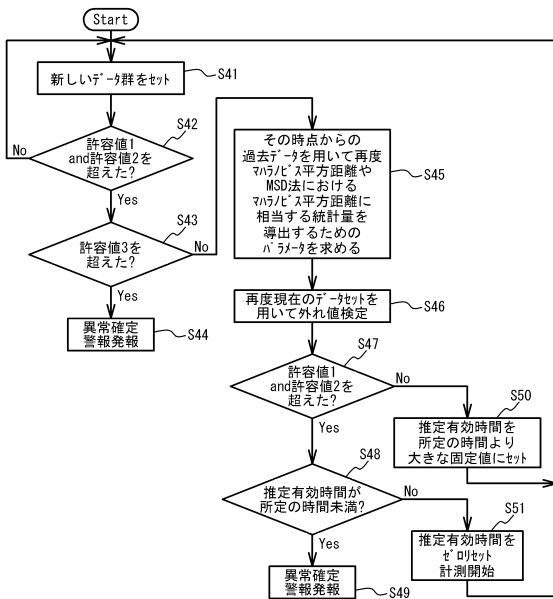 Start
新しいデータ群をセット
S41
許容値1
and許容値2を
超えた?
S42
No
Yes
許容値3を
超えた?
S43
No
Yes
異常確定
警報発報
S44
その時点からの
過去データを用いて再度
マハラノビス平方距離や
MSD法における
マハラノビス平方距離に
相当する統計量を
導出するための
パラメータを求める
S45
再度現在のデータセットを
用いて外れ値検定
S46
許容値1
and許容値2を
超えた?
S47
No
Yes
推定有効時間を
所定の時間より
大きな固定値にセット
S50
推定有効時間が
所定の時間未満?
S48
No
Yes
推定有効時間を
ゼロリセット
計測開始
S51
異常確定
警報発報
S49